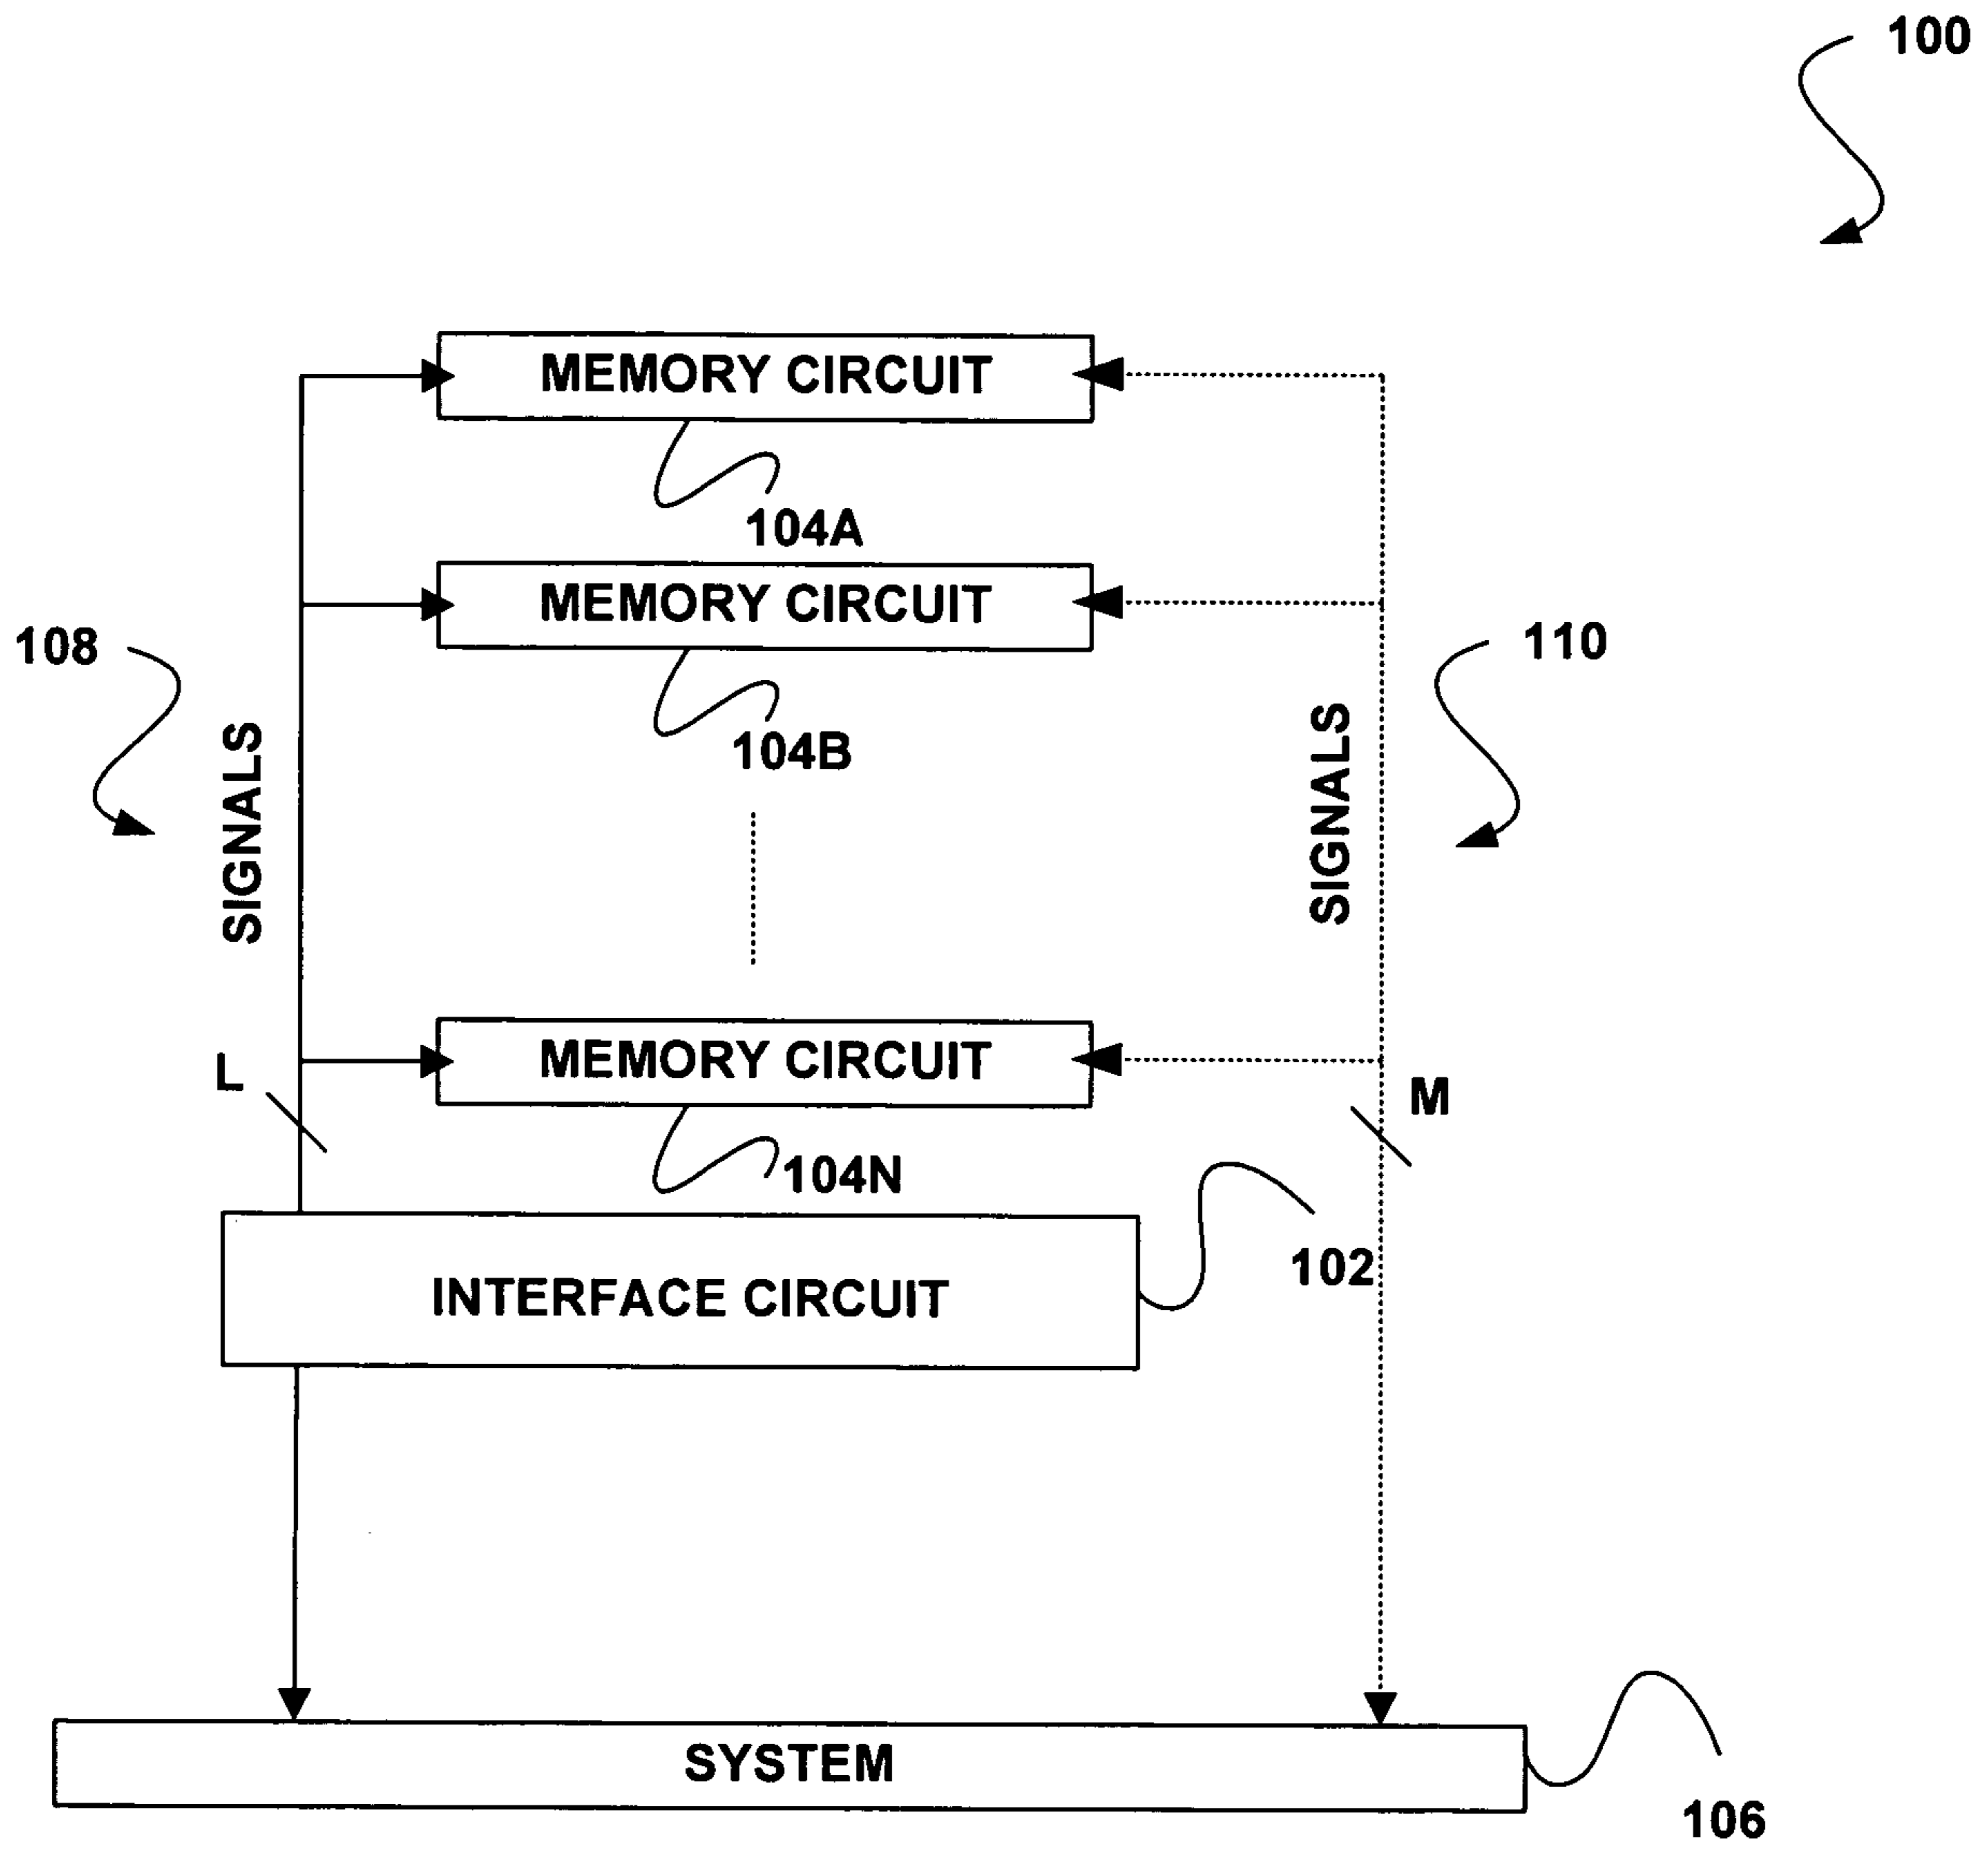 100
MEMORY CIRCUIT
104A
MEMORY CIRCUIT
108
110
104B
SIGNALS
SIGNALS
MEMORY CIRCUIT
L
M
104N
102
INTERFACE CIRCUIT
SYSTEM
106